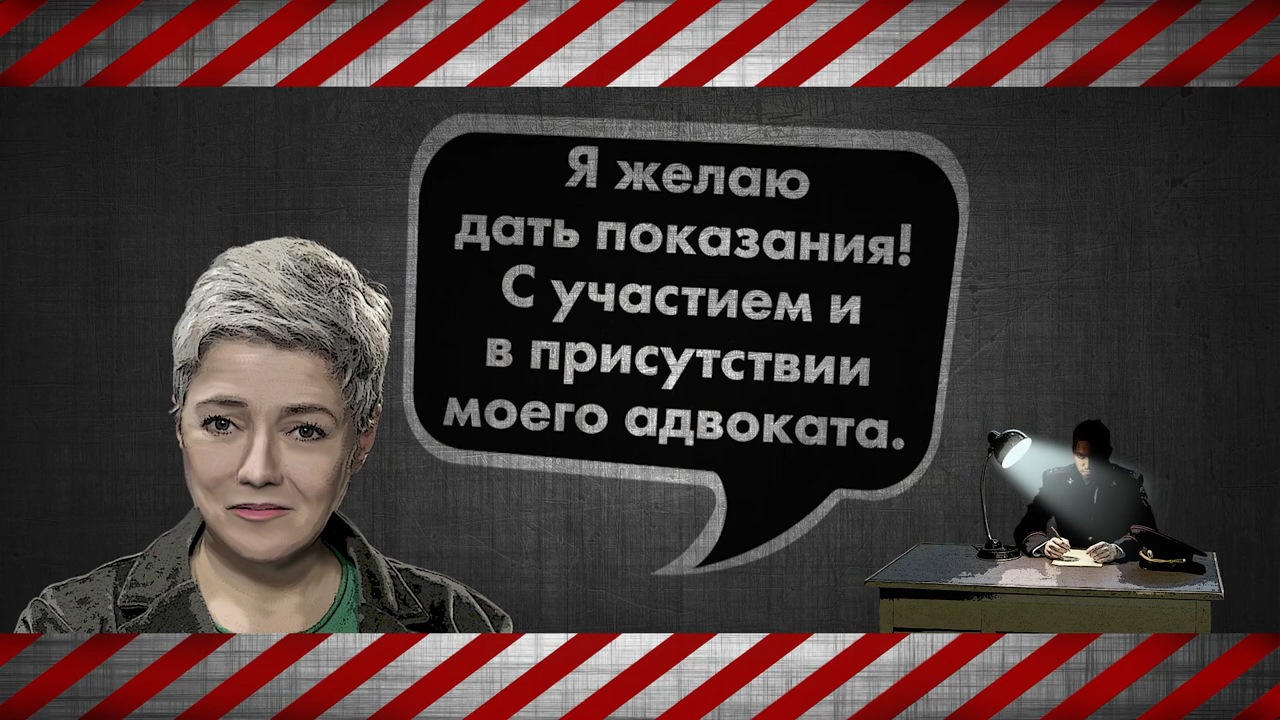 Я желаю
дать показания!
С участием и
в присутствии
моего адвоката.